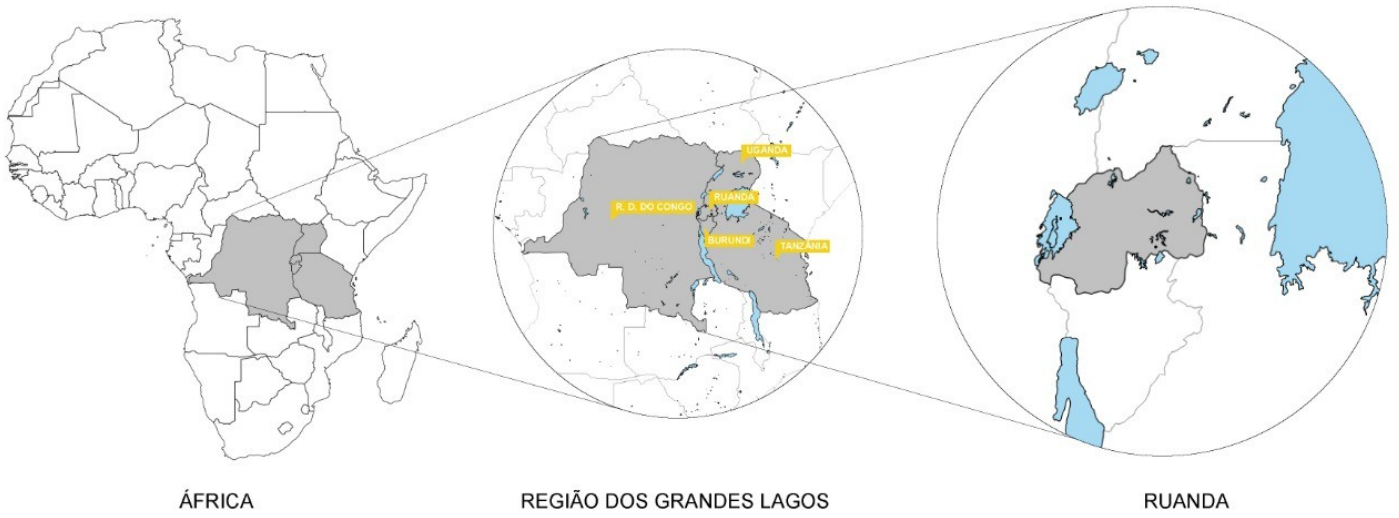 UGANDA
RUANDA
R. D. DO CONGO
BURUNDI
TANZÂNIA
ÁFRICA
REGIÃO DOS GRANDES LAGOS
RUANDA